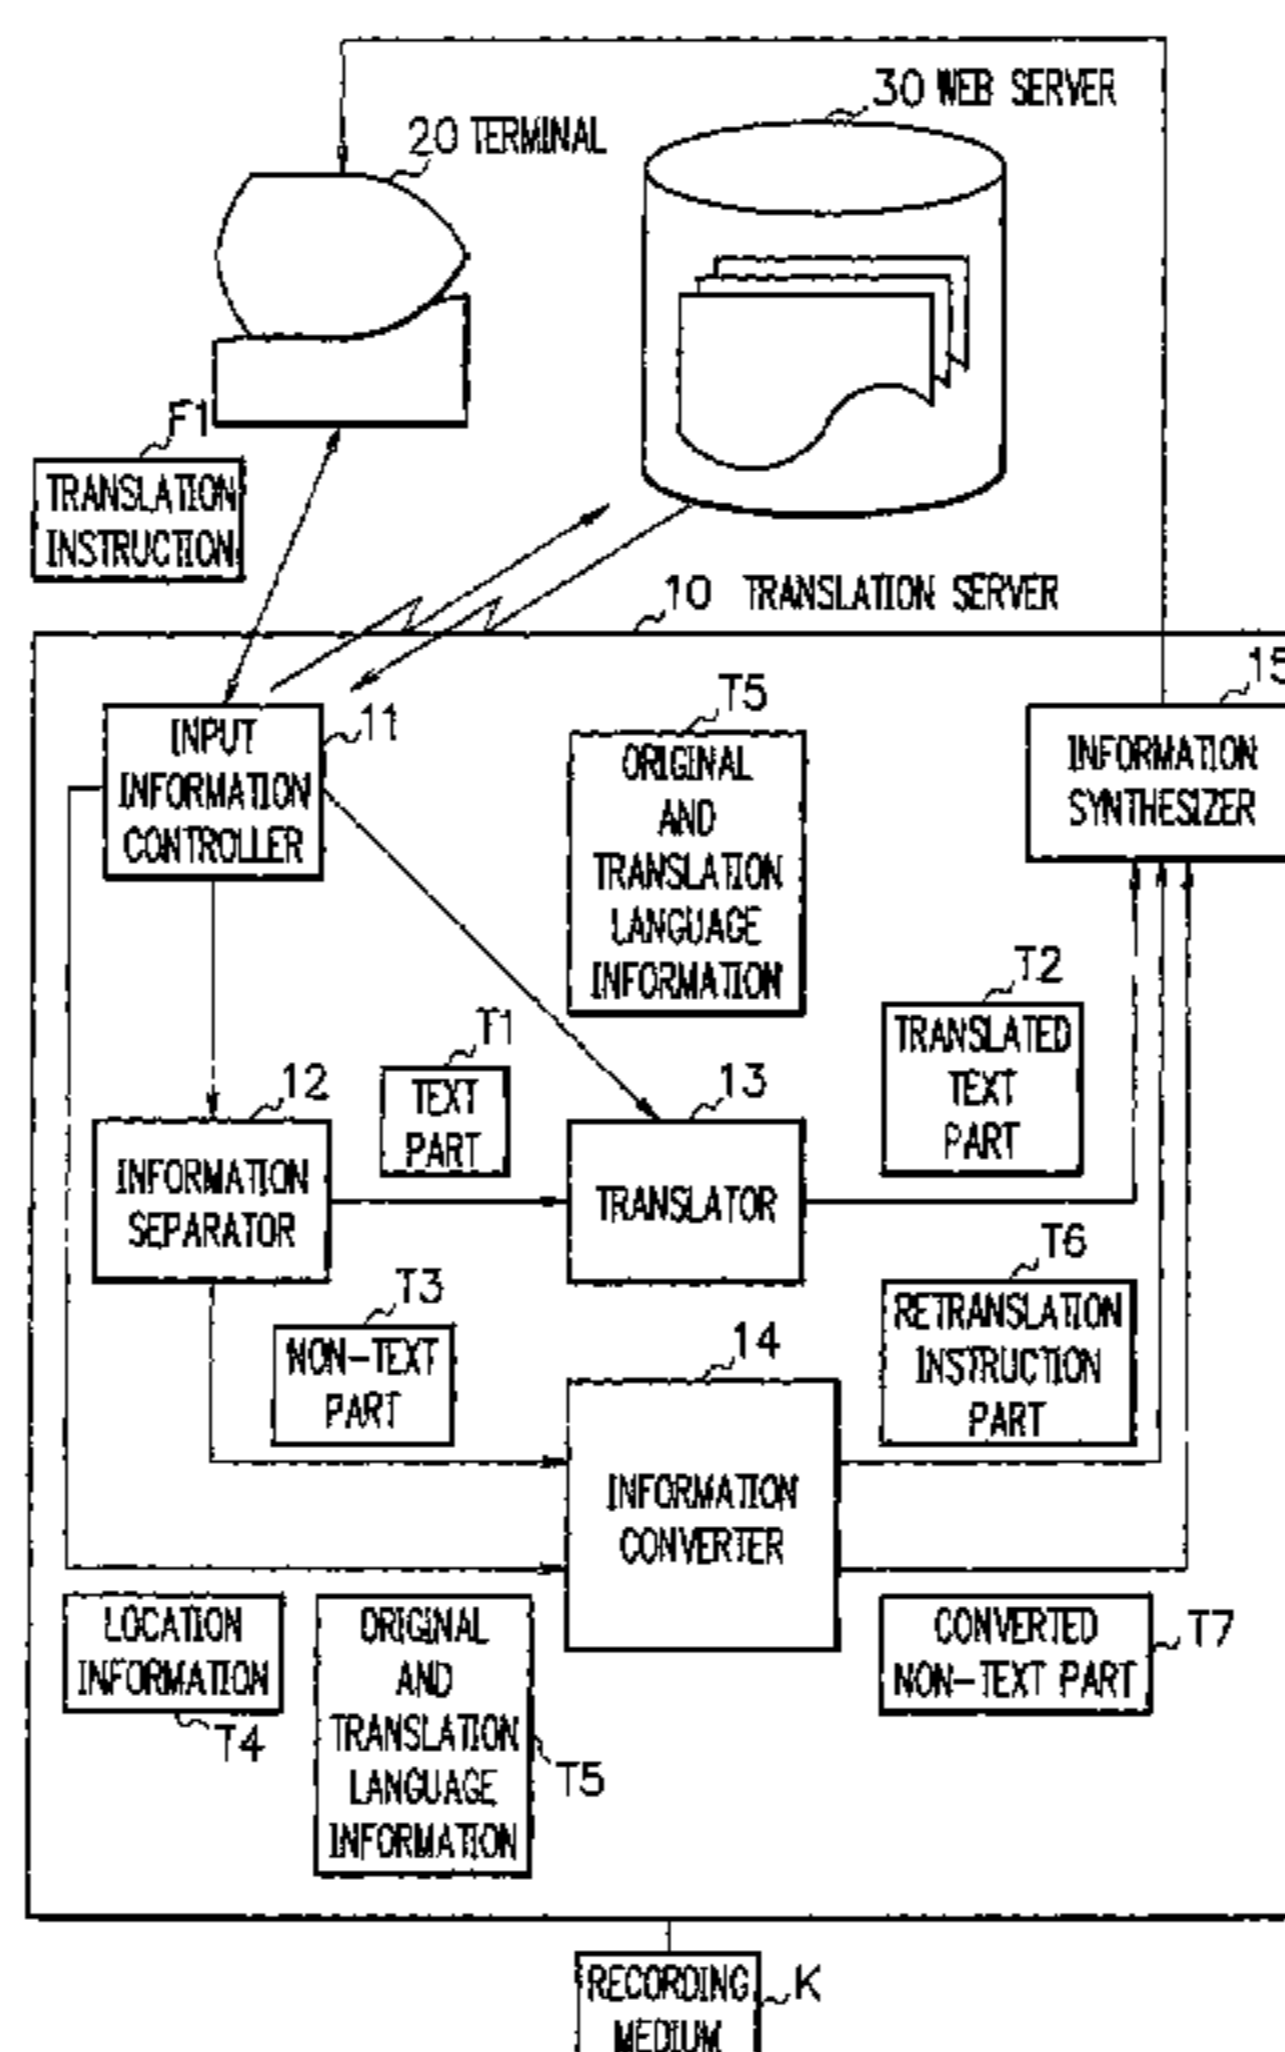 30 WEB SERVER
20 TERMINAL
F1
TRANSLATION
INSTRUCTION
10 TRANSLATION SERVER
11
INPUT
INFORMATION
CONTROLLER
T5
ORIGINAL
AND
TRANSLATION
LANGUAGE
INFORMATION
15
INFORMATION
SYNTHESIZER
T2
TRANSLATED
TEXT
PART
T1
TEXT
PART
12
INFORMATION
SEPARATOR
13
TRANSLATOR
T6
RETRANSLATION
INSTRUCTION
PART
T3
NON-TEXT
PART
14
INFORMATION
CONVERTER
LOCATION
INFORMATION
T4
ORIGINAL
AND
TRANSLATION
LANGUAGE
INFORMATION
T5
CONVERTED
NON-TEXT PART
T7
RECORDING
MEDIUM
K